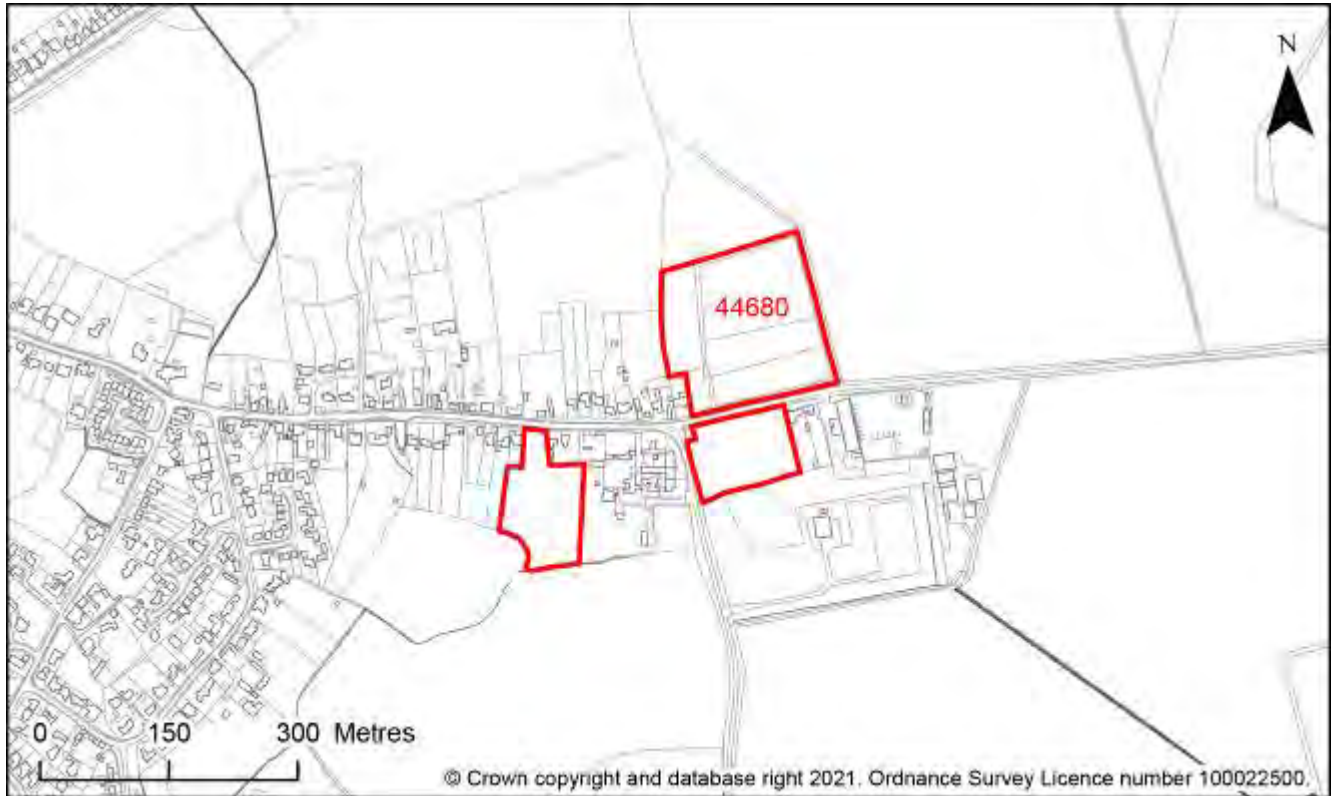 N
44680
0 150 300 Metres
© Crown copyright and database right 2021. Ordnance Survey Licence number 100022500.